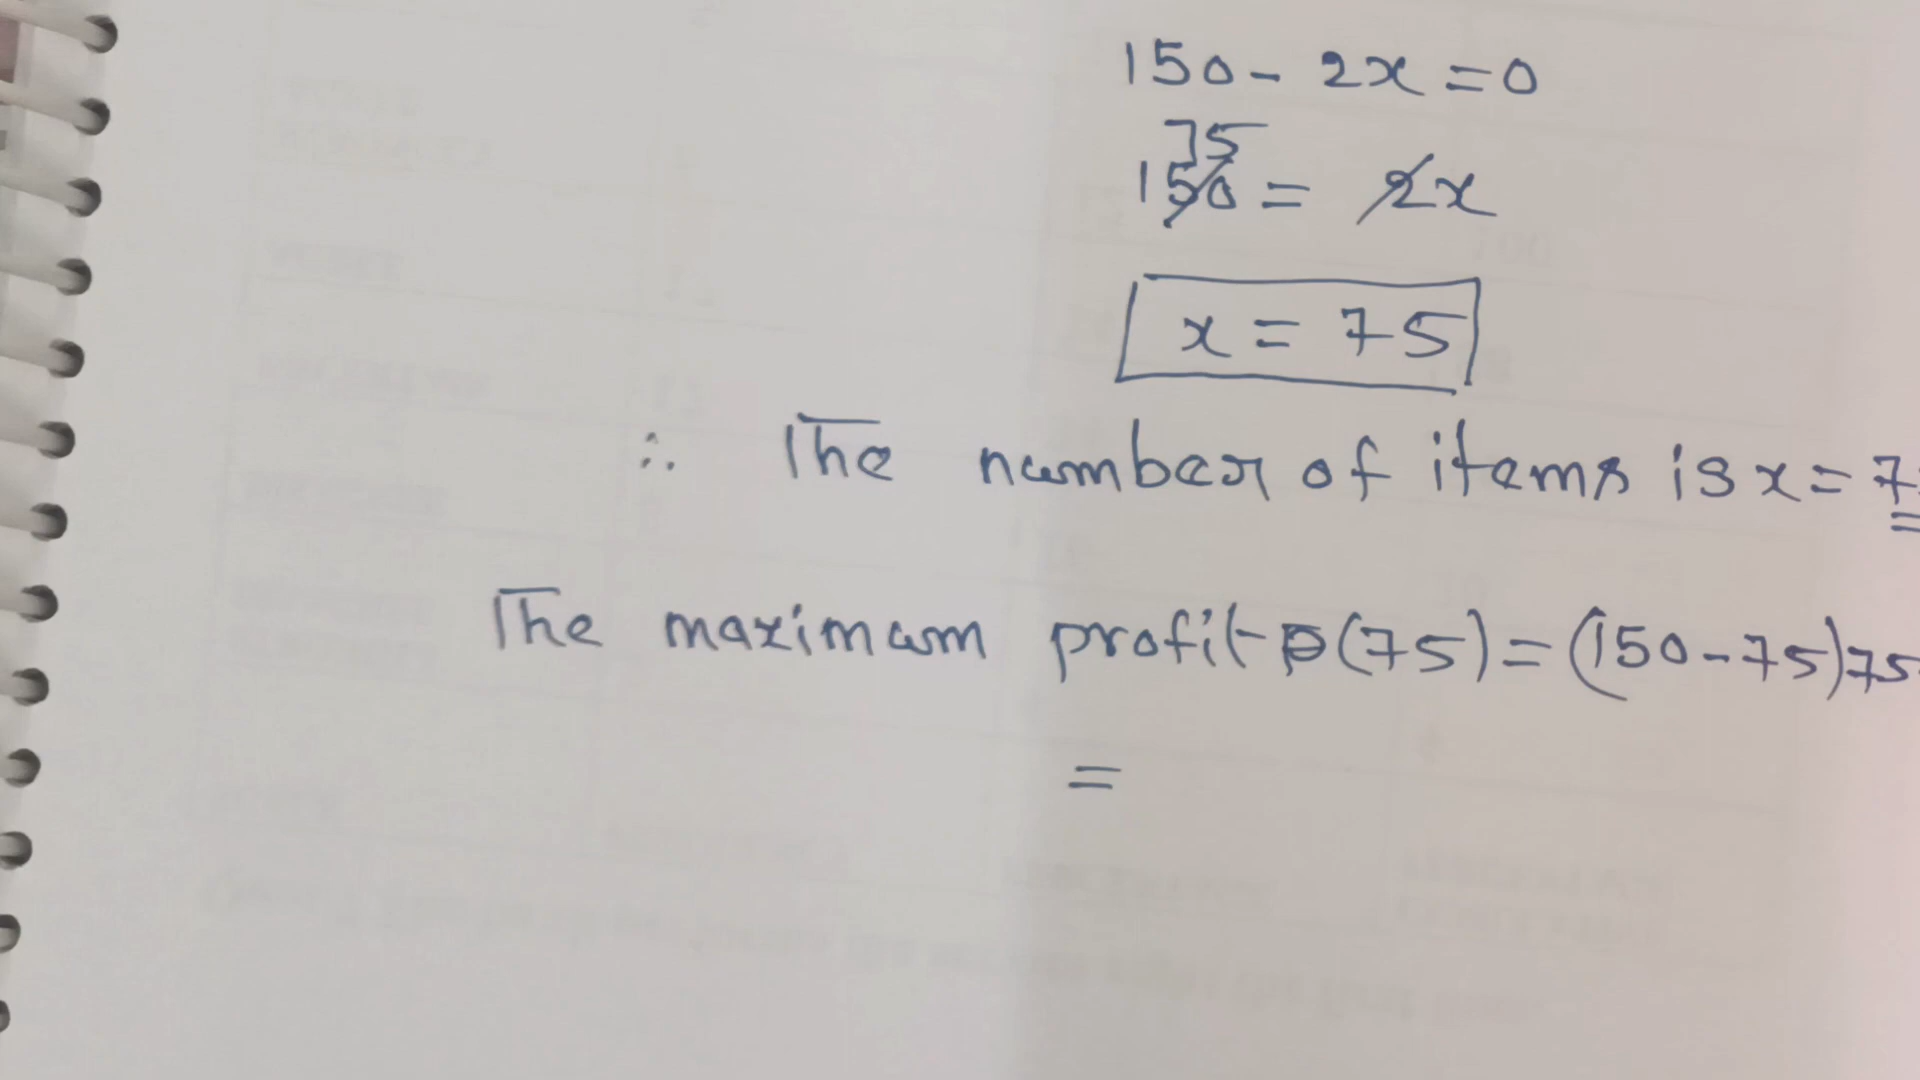 150 - 2x = 0
75
150 = 2x
x = 75
∴ The number of items is x = 7
The maximum profit P(75) = (150-75)75
=